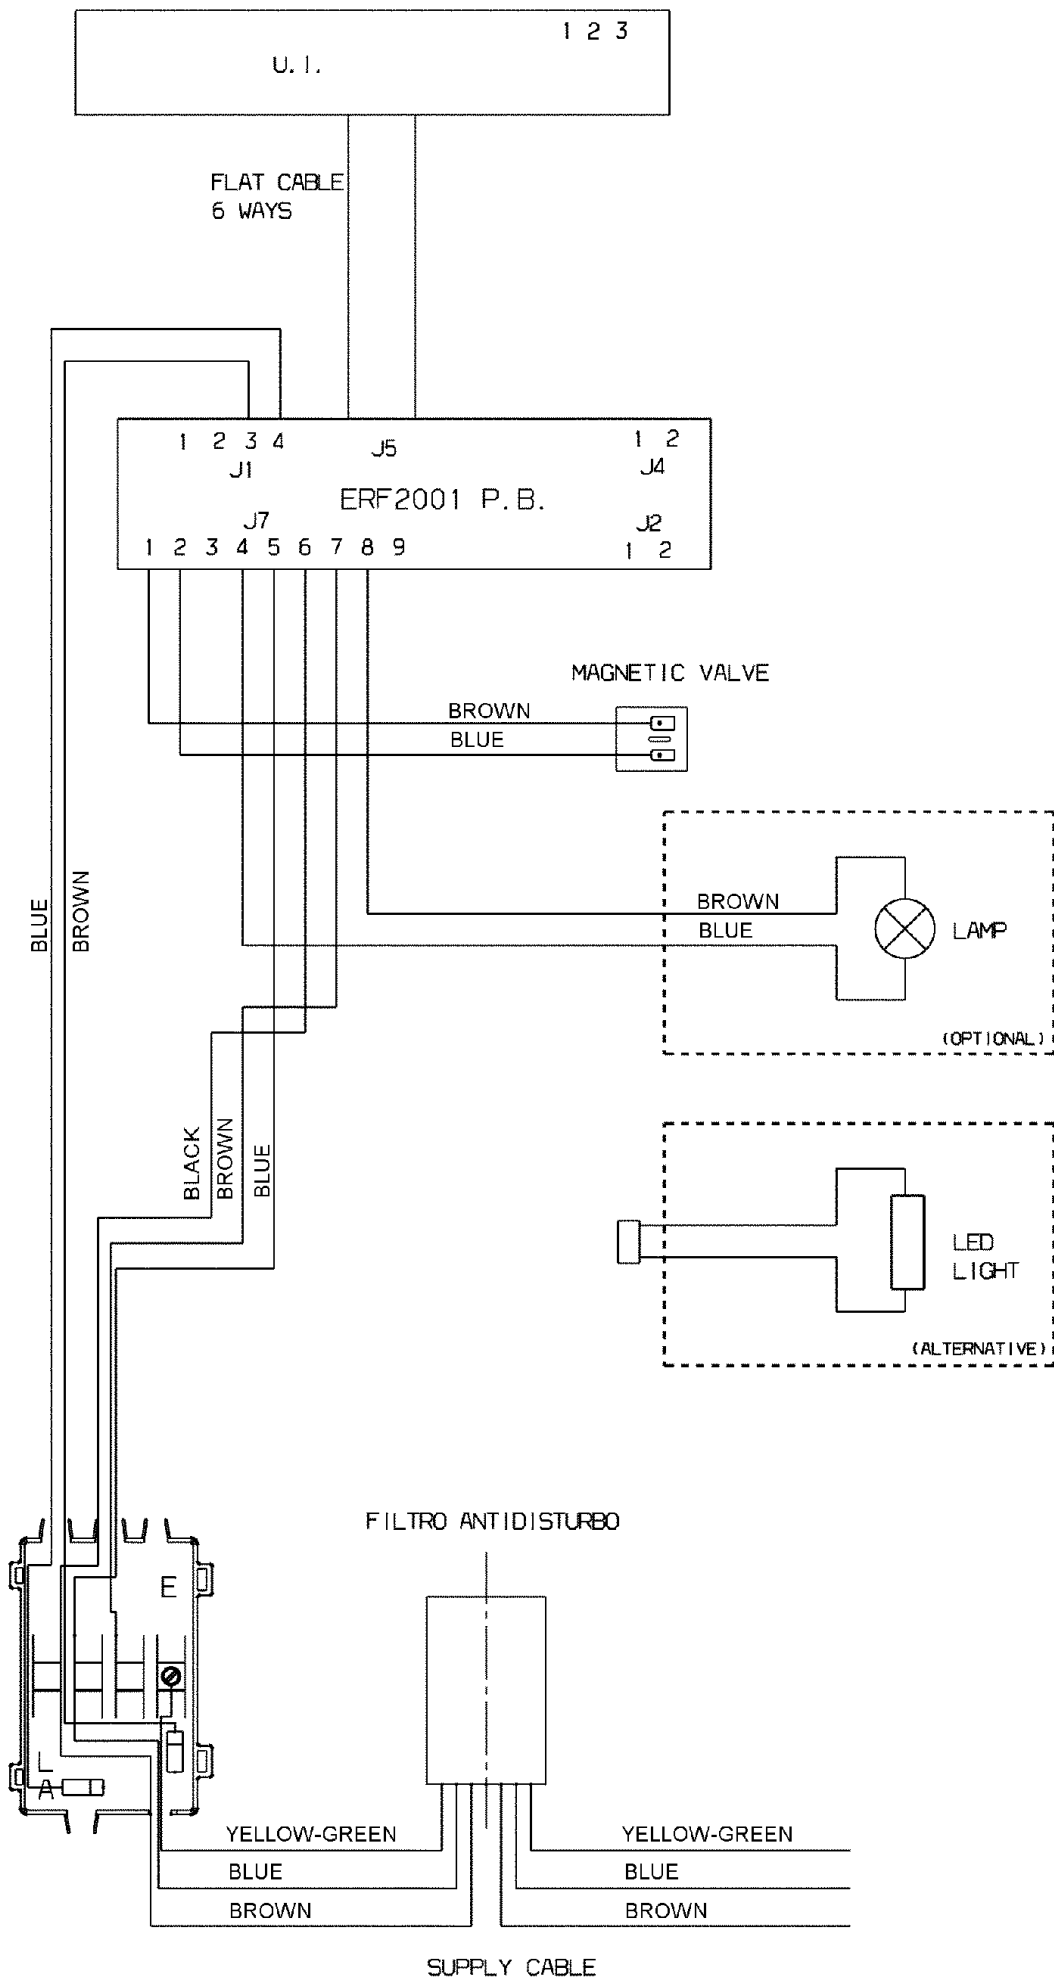 1 2 3
U.I.
FLAT CABLE
6 WAYS
1 2 3 4
J5
1 2
J1
J4
ERF2001 P.B.
J7
J2
1 2 3 4 5 6 7 8 9
1 2
MAGNETIC VALVE
BROWN
BLUE
BLUE
BROWN
BROWN
BLUE
LAMP
(OPTIONAL)
BLACK
BROWN
BLUE
LED
LIGHT
(ALTERNATIVE)
FILTRO ANTIDISTURBO
E
L
A
YELLOW-GREEN
YELLOW-GREEN
BLUE
BLUE
BROWN
BROWN
SUPPLY CABLE